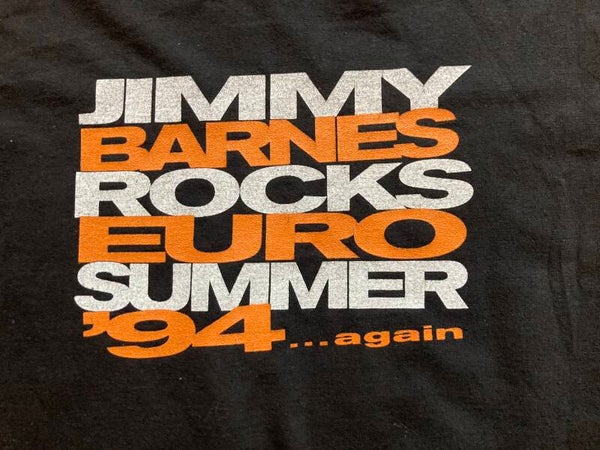 JIMMY
BARNES
ROCKS
EURO
SUMMER
'94 ...again